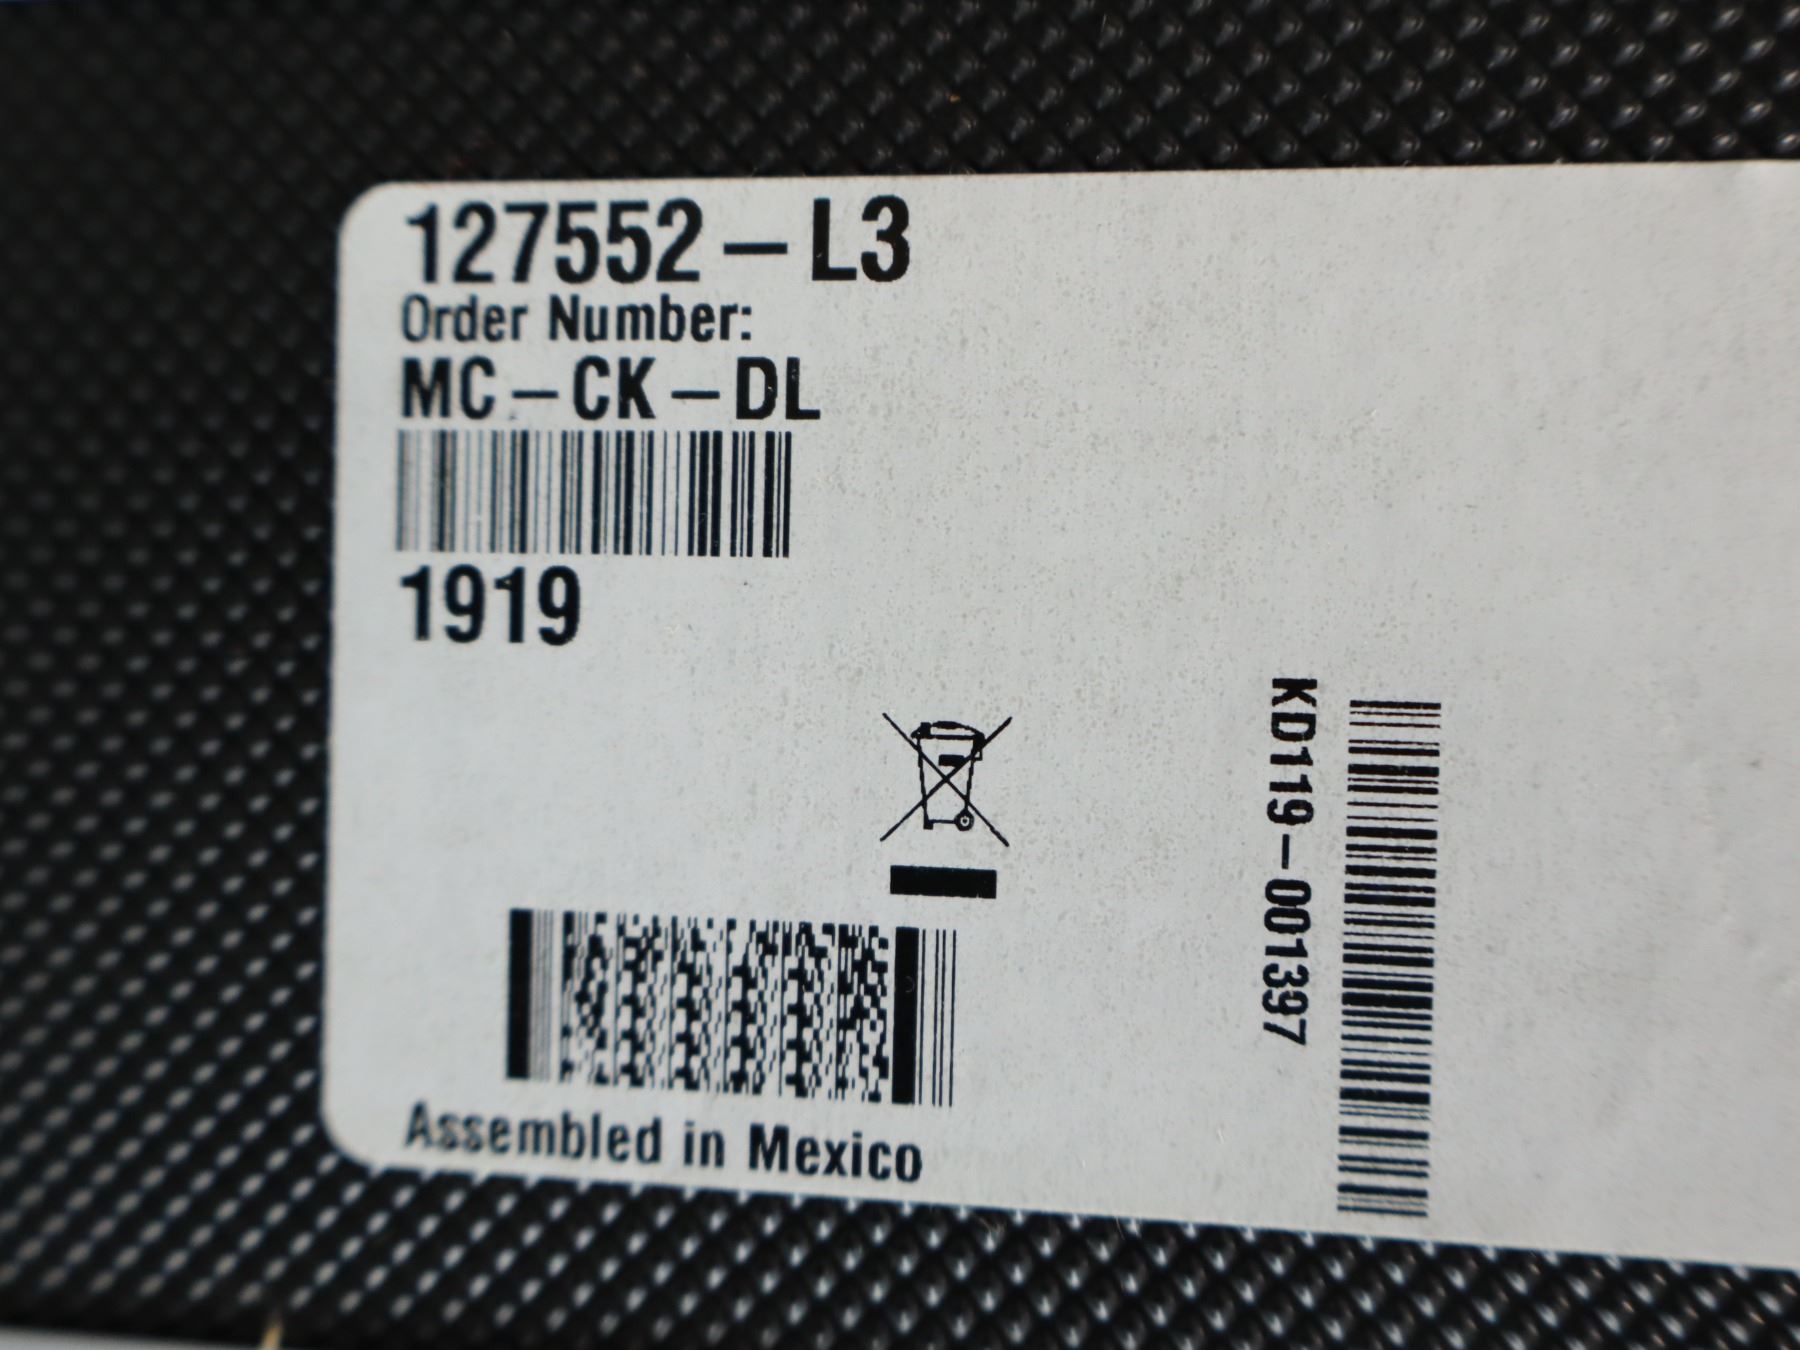 127552-L3
Order Number:
MC-CK-DL
1919
KD119-001397
Assembled in Mexico